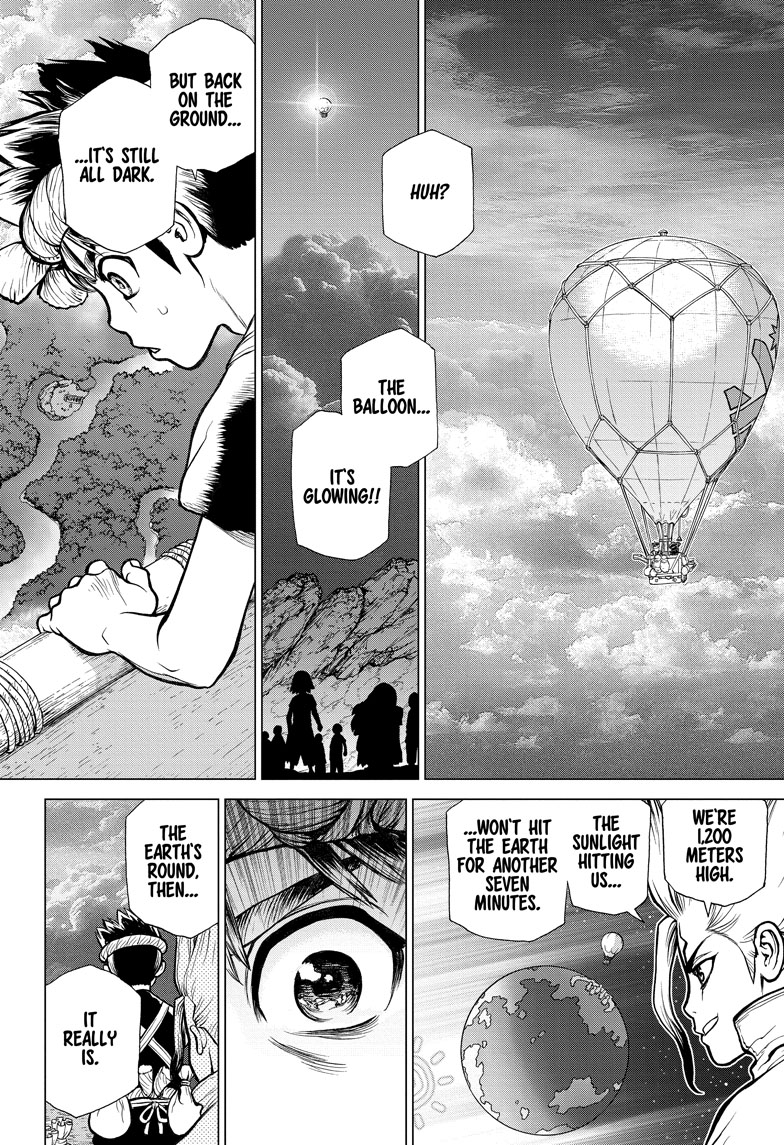 HUH?
THE
BALLOON...
IT'S
GLOWING!!
BUT BACK
ON THE
GROUND...
...IT'S STILL
ALL DARK.
WE'RE
1,200
METERS
HIGH.
THE
SUNLIGHT
HITTING
US...
...WON'T HIT
THE EARTH
FOR ANOTHER
SEVEN
MINUTES.
THE
EARTH'S
ROUND,
THEN...
IT
REALLY
IS.